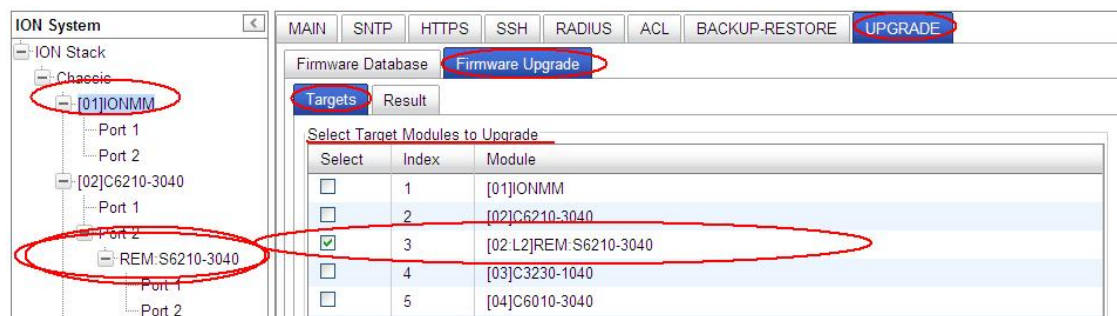 ION System
ION Stack
Chassis
[01]IONMM
Port 1
Port 2
[02]C6210-3040
Port 1
Port 2
REM:S6210-3040
Port 1
Port 2
MAIN SNTP HTTPS SSH RADIUS ACL BACKUP-RESTORE UPGRADE
Firmware Database Firmware Upgrade
Targets Result
Select Target Modules to Upgrade
Select Index Module
1 [01]IONMM
2 [02]C6210-3040
3 [02:L2]REM:S6210-3040
4 [03]C3230-1040
5 [04]C6010-3040